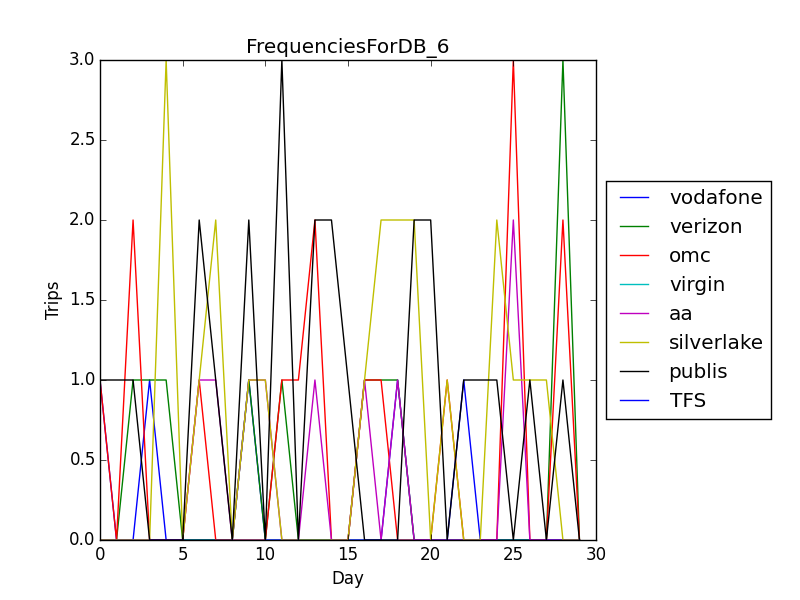 FrequenciesForDB_6
3.0
2.5
2.0
1.5
1.0
0.5
0.0
Trips
0 5 10 15 20 25 30
Day
vodafone
verizon
omc
virgin
aa
silverlake
publis
TFS